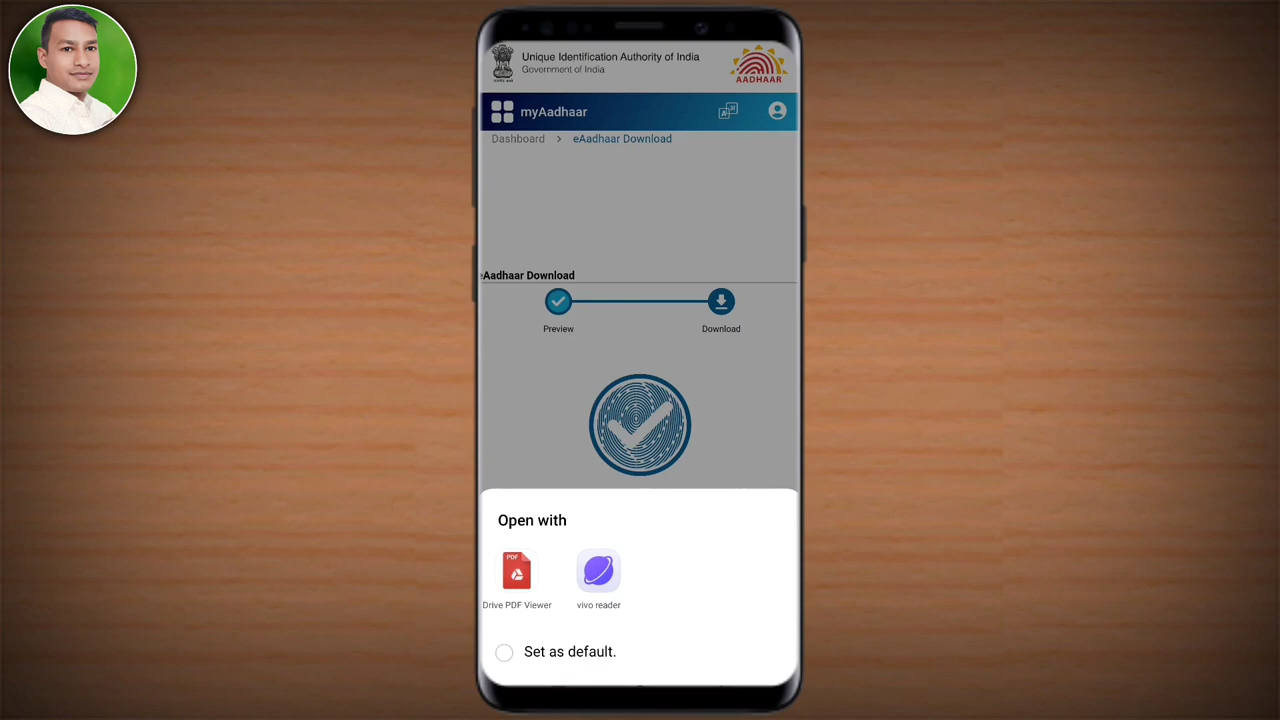 Unique Identification Authority of India
Government of India
AADHAAR
myAadhaar
Dashboard > eAadhaar Download
eAadhaar Download
Preview
Download
Open with
PDF
Drive PDF Viewer
vivo reader
Set as default.